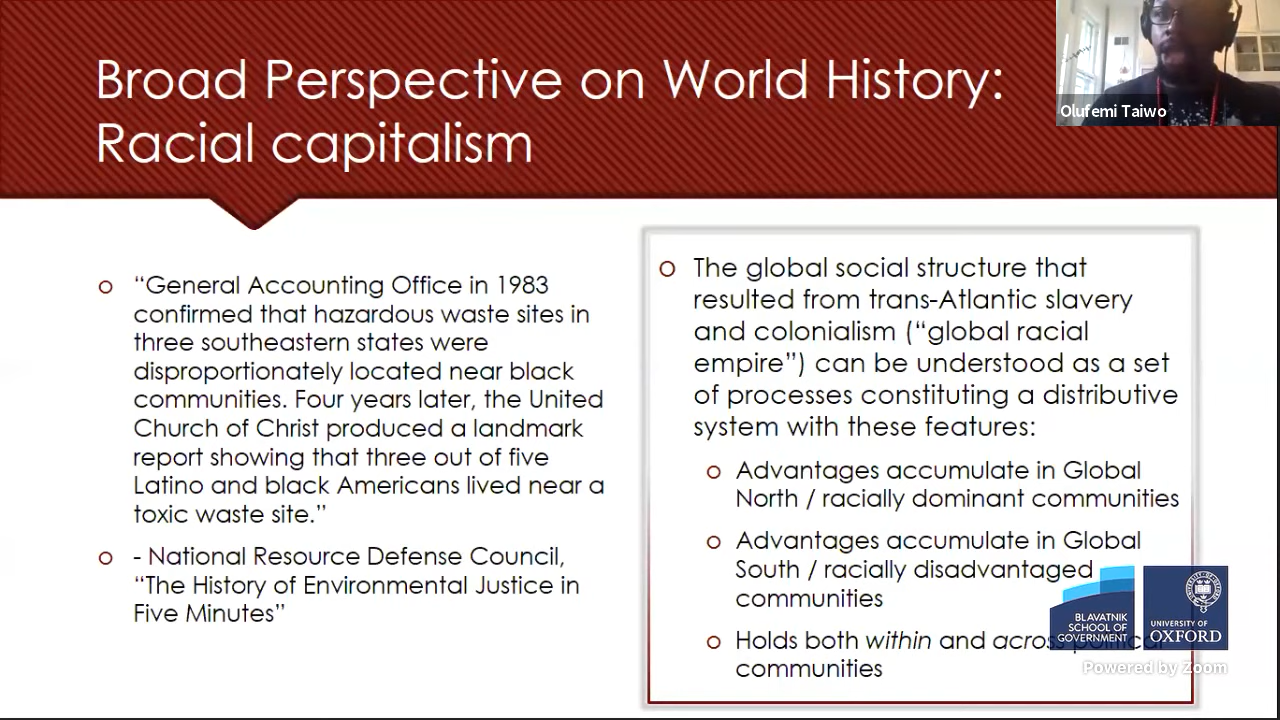 Broad Perspective on World History:
Racial capitalism
Olufemi Taiwo
o “General Accounting Office in 1983
confirmed that hazardous waste sites in
three southeastern states were
disproportionately located near black
communities. Four years later, the United
Church of Christ produced a landmark
report showing that three out of five
Latino and black Americans lived near a
toxic waste site.”
o - National Resource Defense Council,
“The History of Environmental Justice in
Five Minutes”
o The global social structure that
resulted from trans-Atlantic slavery
and colonialism (“global racial
empire”) can be understood as a set
of processes constituting a distributive
system with these features:
o Advantages accumulate in Global
North / racially dominant communities
o Advantages accumulate in Global
South / racially disadvantaged
communities
o Holds both within and across political
communities
BLAVATNIK
SCHOOL OF
GOVERNMENT
UNIVERSITY OF
OXFORD
Powered by Zoom